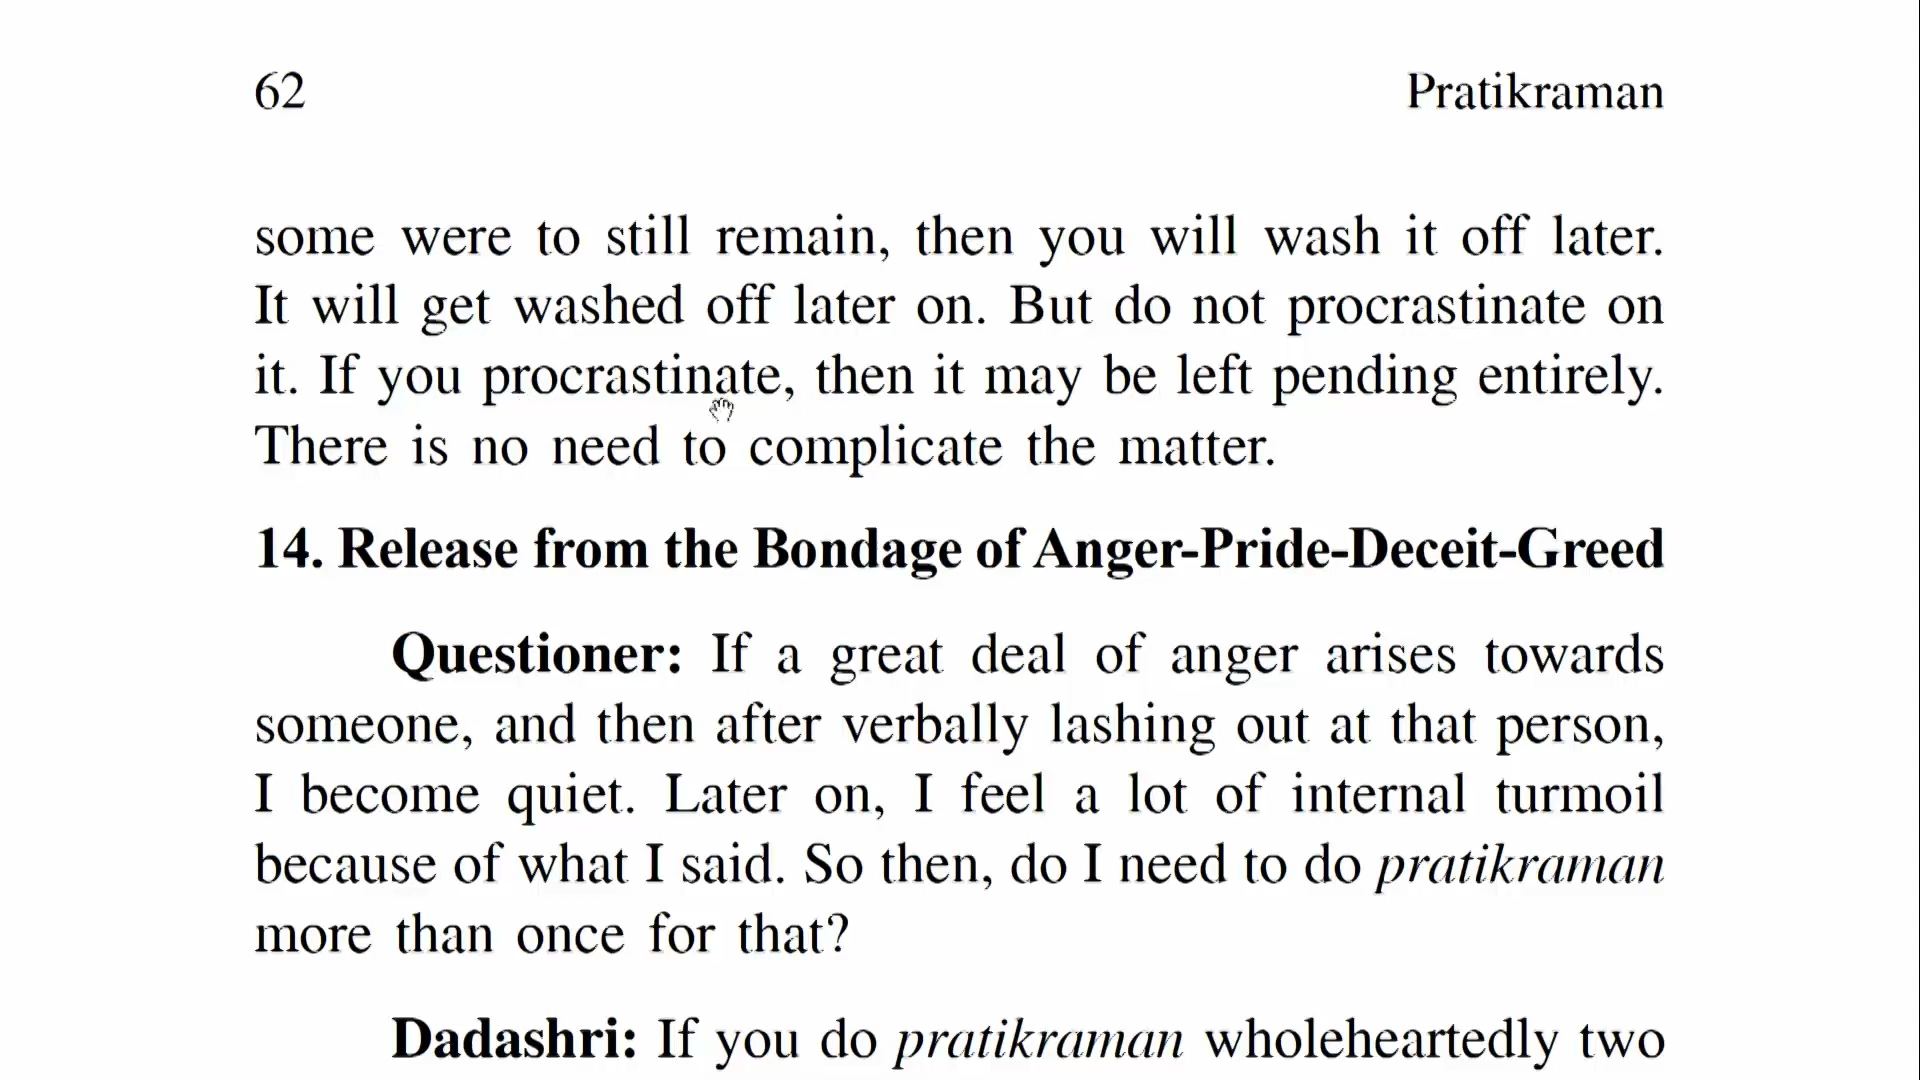 62
Pratikraman
some were to still remain, then you will wash it off later.
It will get washed off later on. But do not procrastinate on
it. If you procrastinate, then it may be left pending entirely.
There is no need to complicate the matter.
14. Release from the Bondage of Anger-Pride-Deceit-Greed
Questioner: If a great deal of anger arises towards
someone, and then after verbally lashing out at that person,
I become quiet. Later on, I feel a lot of internal turmoil
because of what I said. So then, do I need to do pratikraman
more than once for that?
Dadashri: If you do pratikraman wholeheartedly two